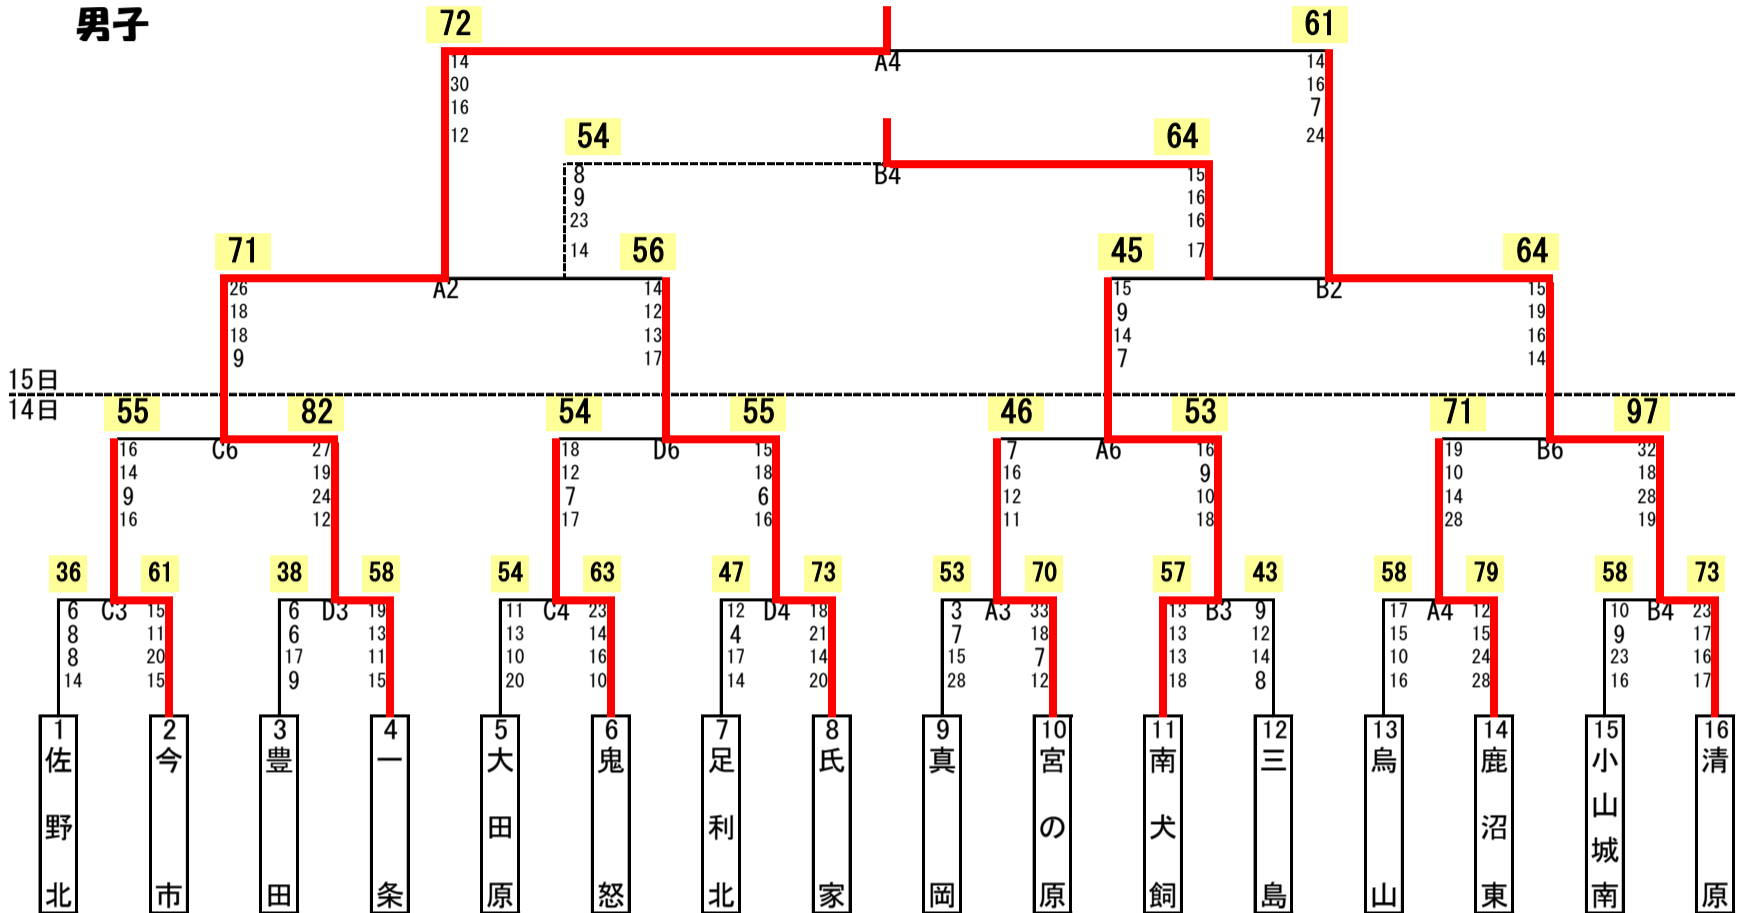 男子
72 61
14 A4 14
30 16
16 7
12 24
54 64
8 B4 15
9 16
23 16
14 17
71 56 45 64
26 A2 14 15 B2 15
18 12 9 19
18 13 14 16
9 17 7 14
15日
14日
55 82 54 55 46 53 71 97
16 C6 27 18 D6 15 7 A6 16 19 B6 32
14 19 12 18 16 9 10 18
9 24 7 6 12 10 14 28
16 12 17 16 11 18 28 19
36 61 38 58 54 63 47 73 53 70 57 43 58 79 58 73
6 C3 15 6 D3 19 11 C4 23 12 D4 18 3 A3 33 13 B3 9 17 A4 12 10 B4 23
8 11 6 13 13 14 4 21 7 18 13 12 15 15 9 17
8 20 17 11 10 16 17 14 15 7 13 14 10 24 23 16
14 15 9 15 20 10 14 20 28 12 18 8 16 28 16 17
1 佐野北
2 今市
3 豊田
4 一条
5 大田原
6 鬼怒
7 足利北
8 氏家
9 真岡
10 宮の原
11 南犬飼
12 三島
13 烏山
14 鹿沼東
15 小山城南
16 清原